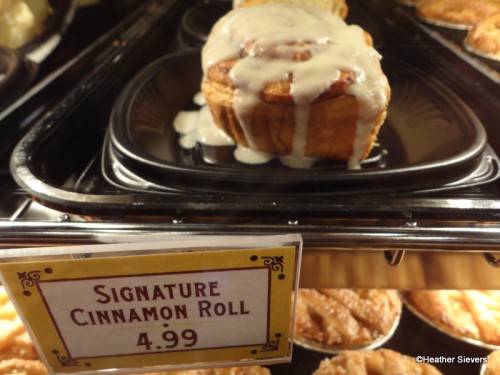 SIGNATURE
CINNAMON ROLL
4.99
©Heather Sievers